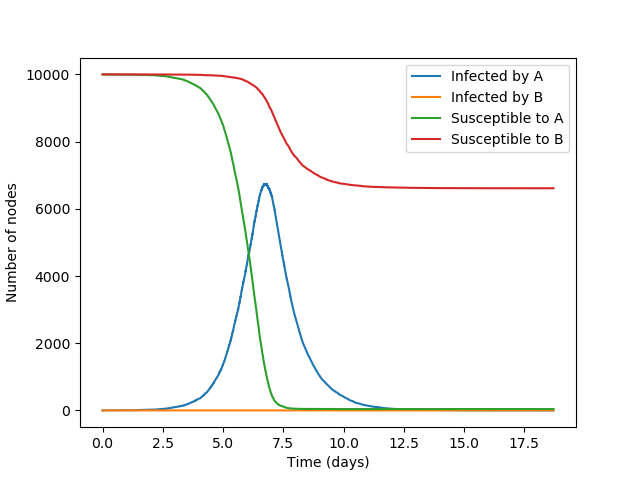 10000
8000
6000
4000
2000
0
Number of nodes
Infected by A
Infected by B
Susceptible to A
Susceptible to B
0.0 2.5 5.0 7.5 10.0 12.5 15.0 17.5
Time (days)